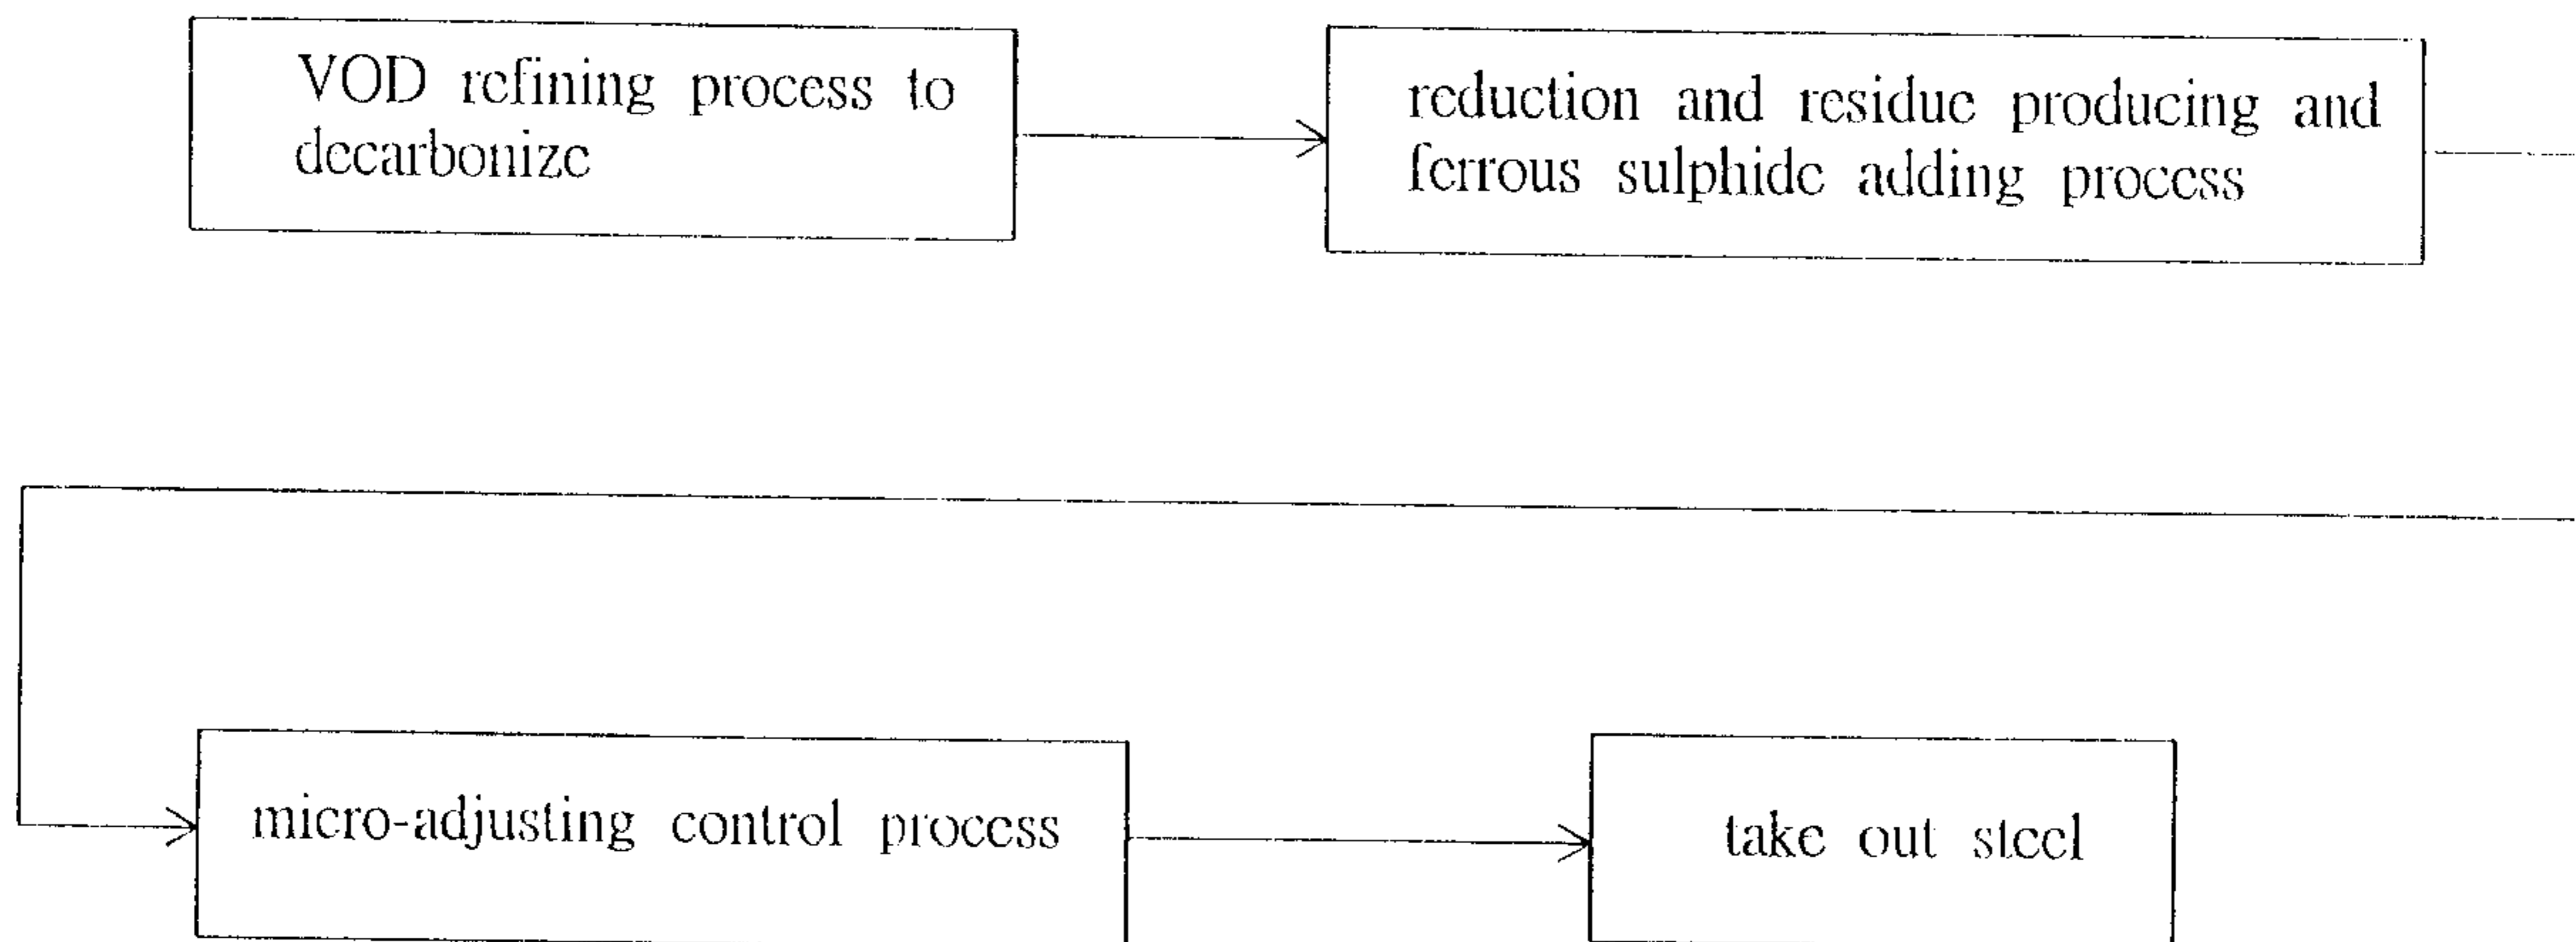 VOD refining process to
decarbonize
reduction and residue producing and
ferrous sulphide adding process
micro-adjusting control process
take out steel